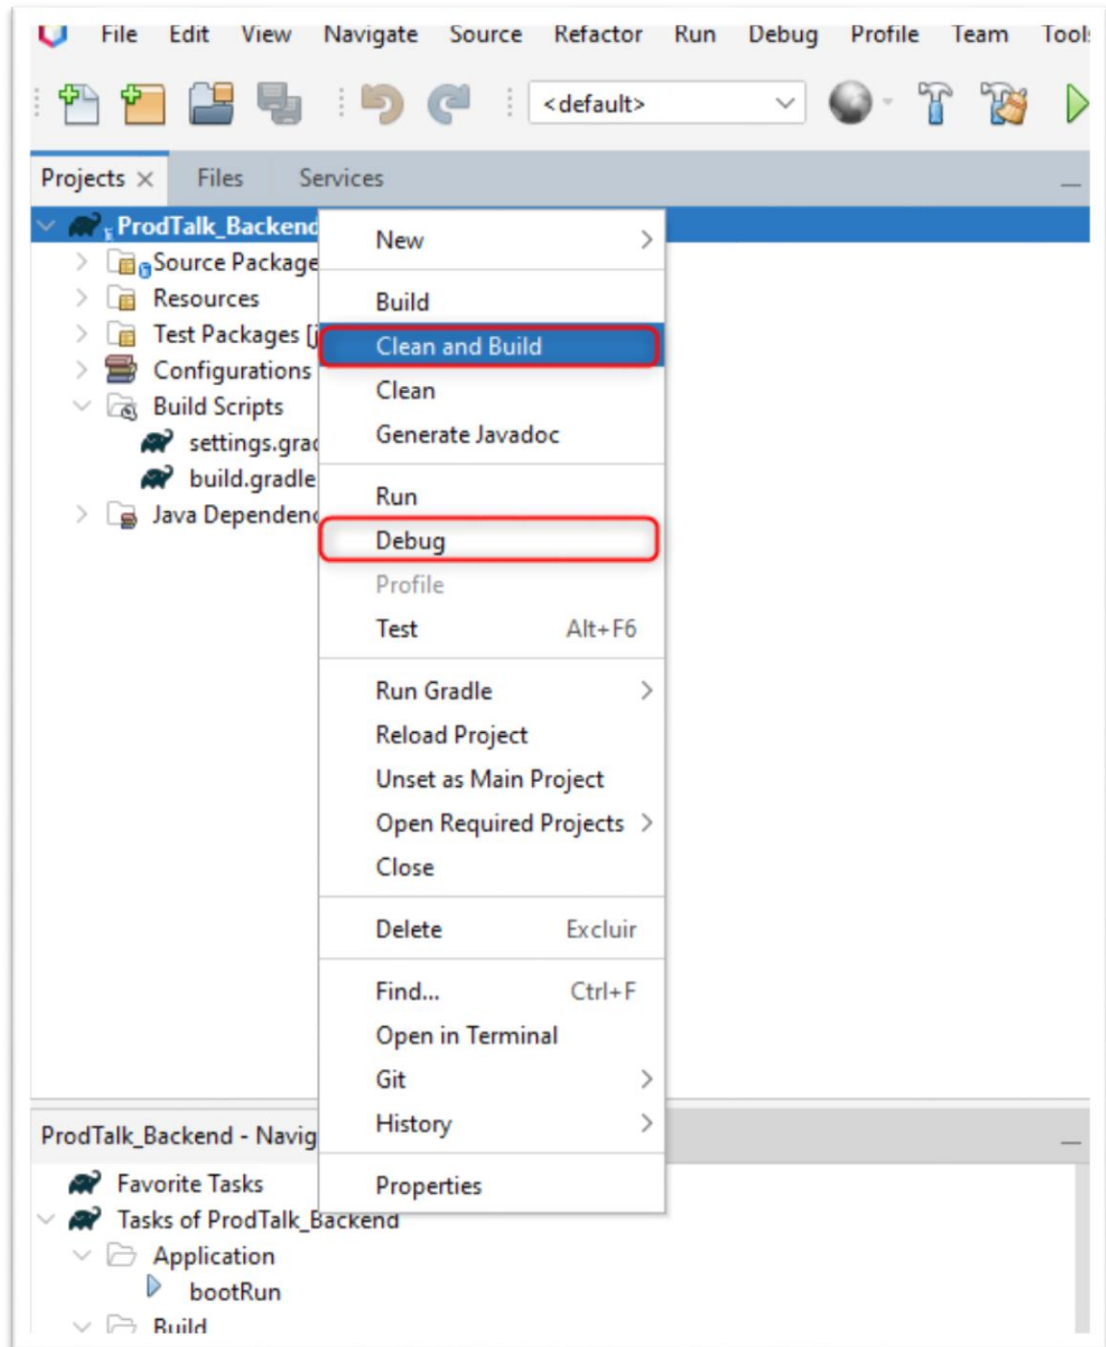 File Edit View Navigate Source Refactor Run Debug Profile Team Tools
<default>
Projects Files Services
ProdTalk_Backend
Source Package
Resources
Test Packages [j
Configurations
Build Scripts
settings.grad
build.gradle
Java Dependenc
New
Build
Clean and Build
Clean
Generate Javadoc
Run
Debug
Profile
Test Alt+F6
Run Gradle
Reload Project
Unset as Main Project
Open Required Projects
Close
Delete Excluir
Find... Ctrl+F
Open in Terminal
Git
History
Properties
ProdTalk_Backend - Navig
Favorite Tasks
Tasks of ProdTalk_Backend
Application
bootRun
Build